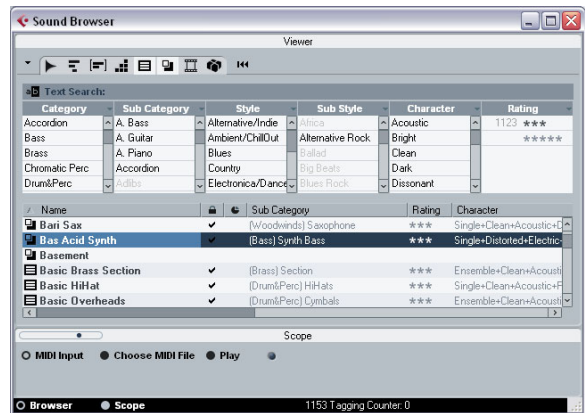 Sound Browser
Viewer
Text Search:
Category Sub Category Style Sub Style Character Rating
Accordion A. Bass Alternative/Indie Africa Acoustic 1123 ***
Bass A. Guitar Ambient/ChillOut Alternative Rock Bright *****
Brass A. Piano Blues Ballad Clean
Chromatic Perc Accordion Country Big Beats Dark
Drum&Perc Adlibs Electronica/Dance Blues Rock Dissonant
Name Sub Category Rating Character
Bari Sax (Woodwinds) Saxophone *** Single+Clean+Acoustic+D
Bas Acid Synth (Bass) Synth Bass *** Single+Distorted+Electric
Basement
Basic Brass Section (Brass) Section *** Ensemble+Clean+Acousti
Basic HiHat (Drum&Perc) HiHats *** Single+Clean+Acoustic+F
Basic Overheads (Drum&Perc) Cymbals *** Ensemble+Clean+Acousti
Scope
MIDI Input Choose MIDI File Play
Browser Scope 1153 Tagging Counter: 0